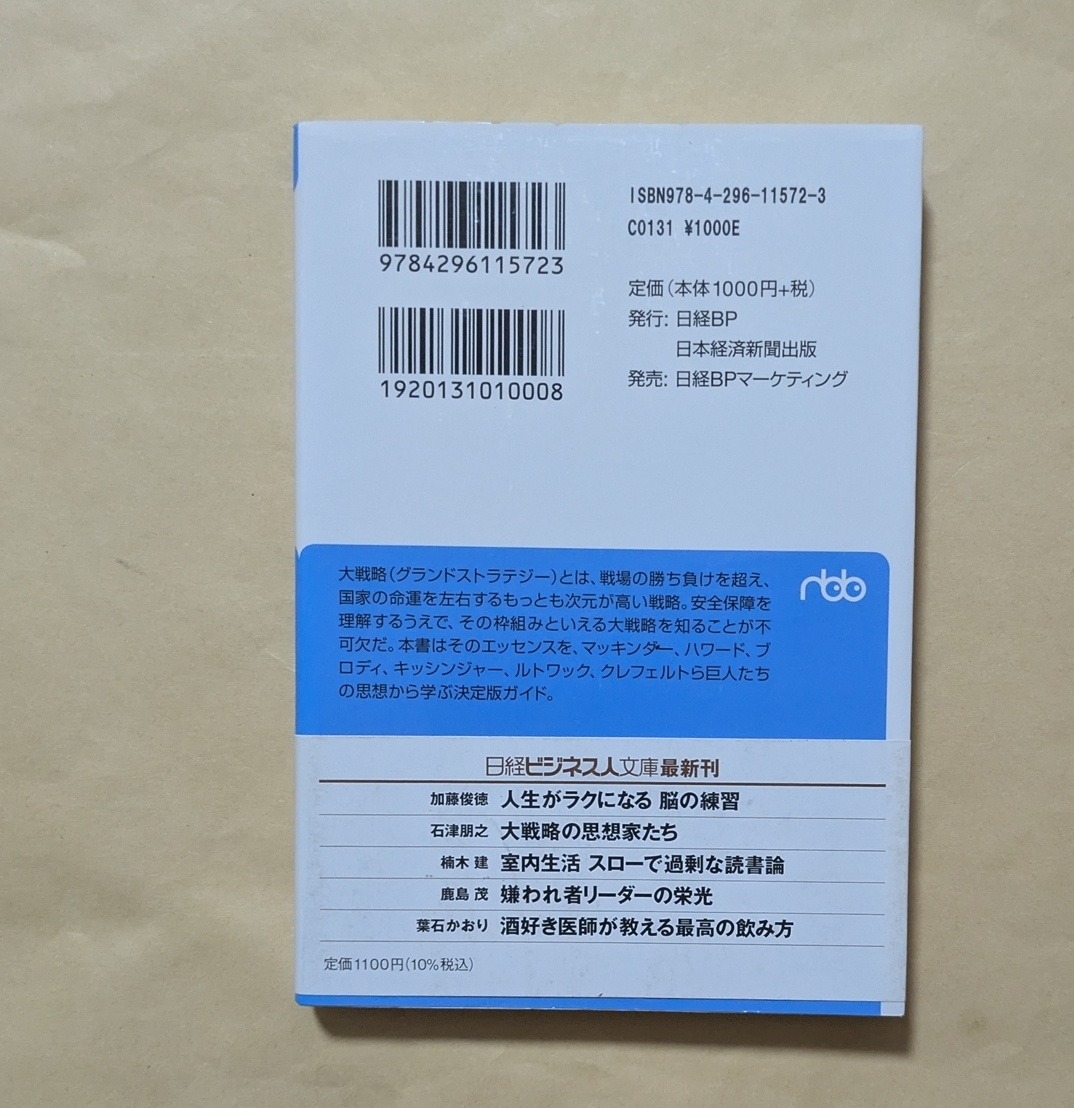 ISBN978-4-296-11572-3
C0131 ¥1000E
9784296115723
1920131010008
定価(本体1000円+税)
発行: 日経BP
日本経済新聞出版
発売: 日経BPマーケティング
nbb
大戦略(グランドストラテジー)とは、戦場の勝ち負けを超え、
国家の命運を左右するもっとも次元が高い戦略。安全保障を
理解するうえで、その枠組みといえる大戦略を知ることが不
可欠だ。本書はそのエッセンスを、マッキンダー、ハワード、ブ
ロディ、キッシンジャー、ルトワック、クレフェルトら巨人たち
の思想から学ぶ決定版ガイド。
日経ビジネス人文庫最新刊
加藤俊徳 人生がラクになる 脳の練習
石津朋之 大戦略の思想家たち
楠木 建 室内生活 スローで過剰な読書論
鹿島 茂 嫌われ者リーダーの栄光
葉石かおり 酒好き医師が教える最高の飲み方
定価1100円(10%税込)